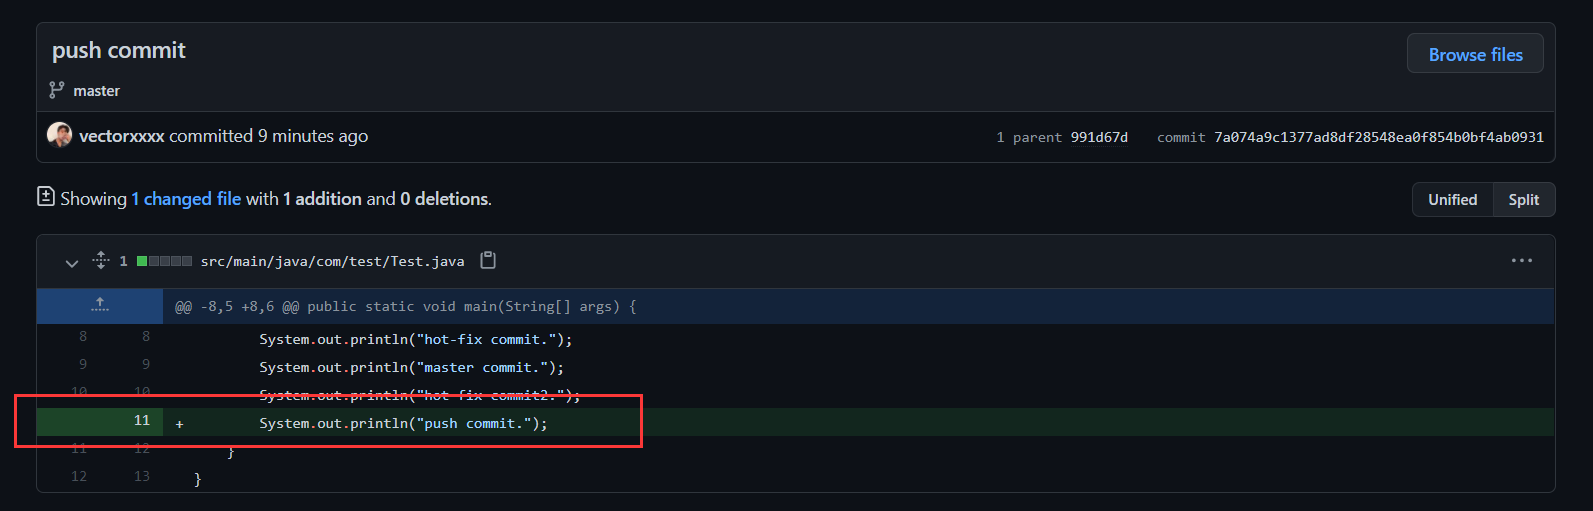 push commit
Browse files
master
vectorxxxx committed 9 minutes ago
1 parent 991d67d commit 7a074a9c1377ad8df28548ea0f854b0bf4ab0931
Showing 1 changed file with 1 addition and 0 deletions.
Unified Split
1 src/main/java/com/test/Test.java
@@ -8,5 +8,6 @@ public static void main(String[] args) {
8 8 System.out.println("hot-fix commit.");
9 9 System.out.println("master commit.");
10 10 System.out.println("hot-fix commit2.");
11 + System.out.println("push commit.");
11 12 }
12 13 }